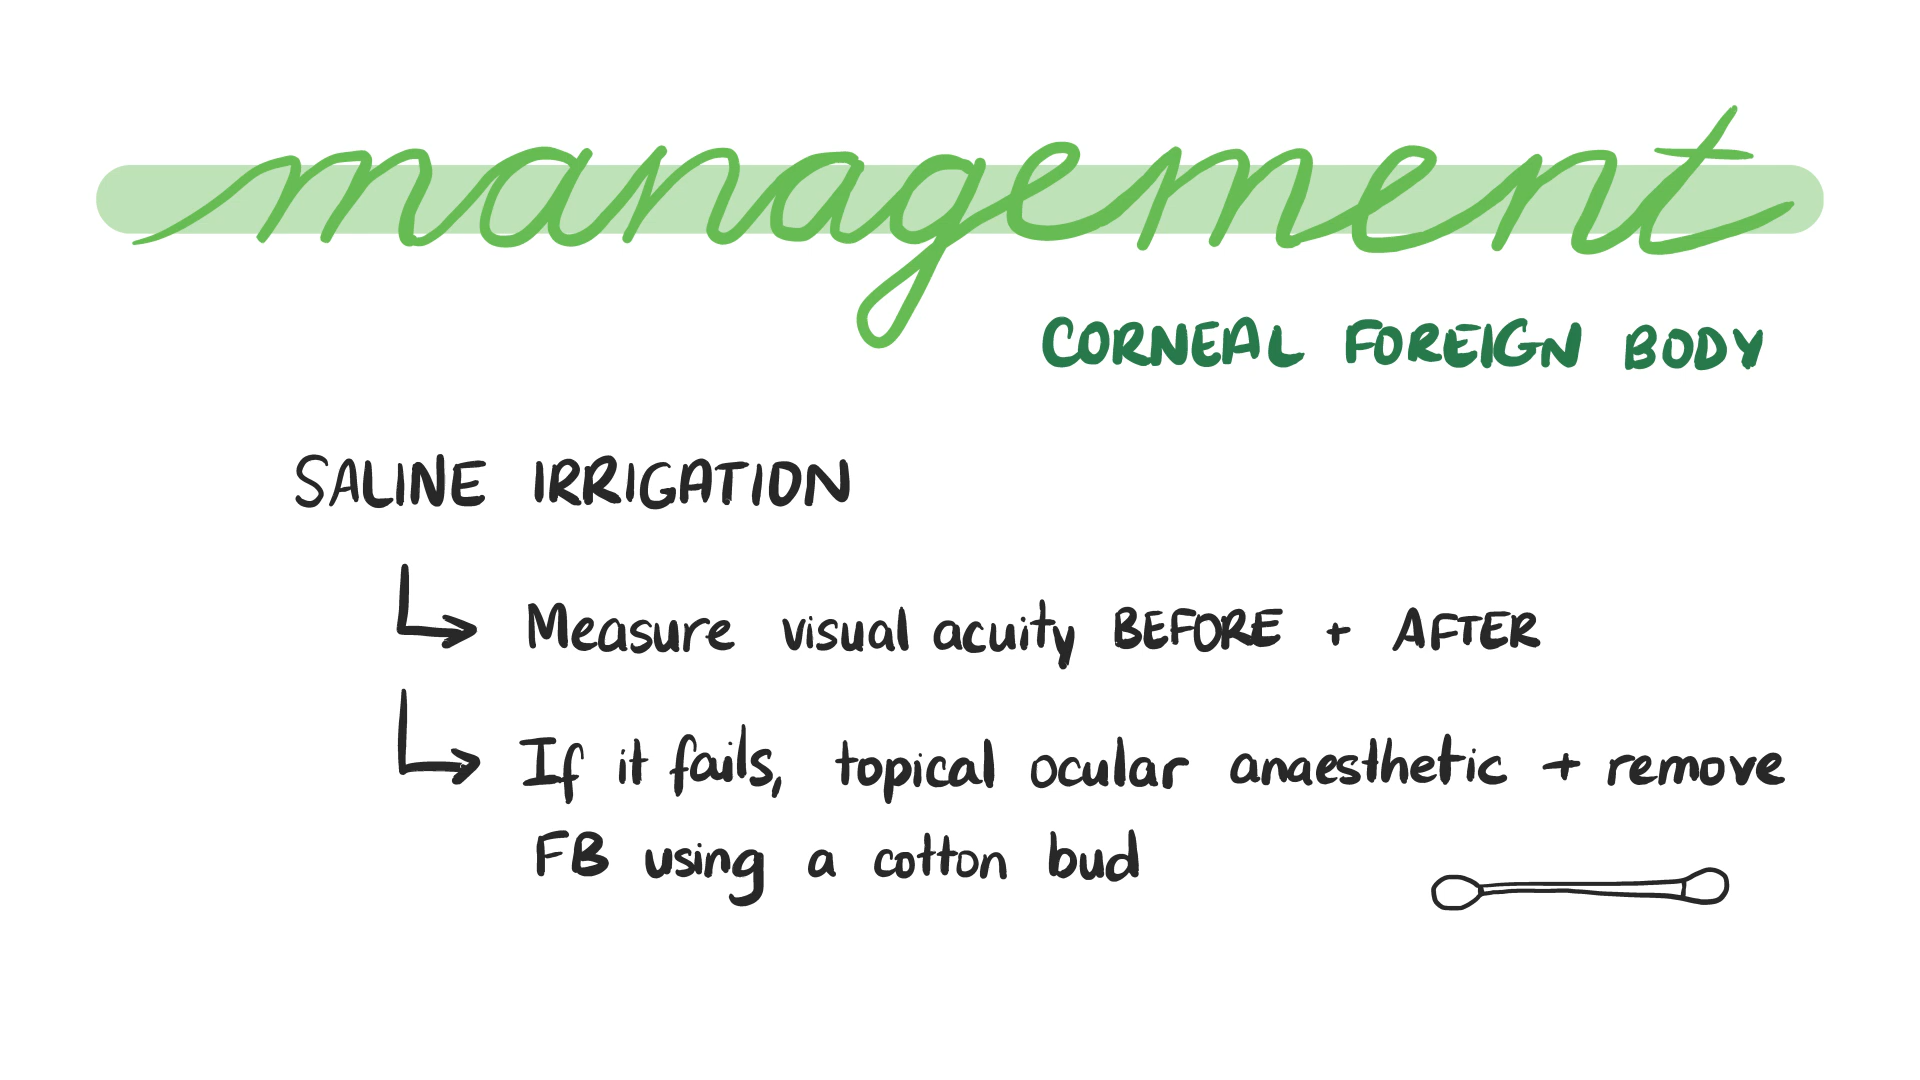 management
CORNEAL FOREIGN BODY
SALINE IRRIGATION
Measure visual acuity BEFORE + AFTER
If it fails, topical ocular anaesthetic + remove
FB using a cotton bud